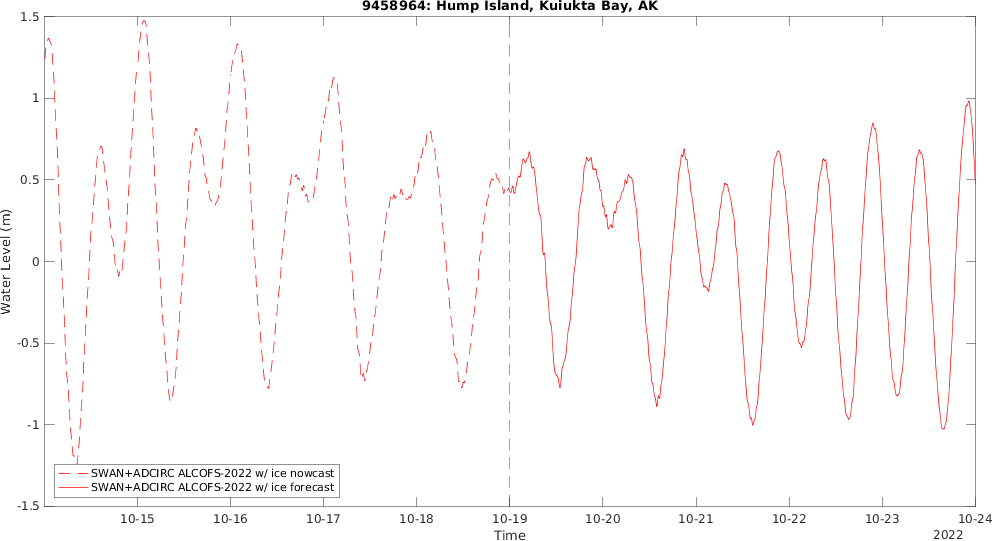 9458964: Hump Island, Kuiukta Bay, AK
Water Level (m)
1.5
1
0.5
0
-0.5
-1
-1.5
SWAN+ADCIRC ALCOFS-2022 w/ ice nowcast
SWAN+ADCIRC ALCOFS-2022 w/ ice forecast
10-15 10-16 10-17 10-18 10-19 10-20 10-21 10-22 10-23 10-24
Time
2022